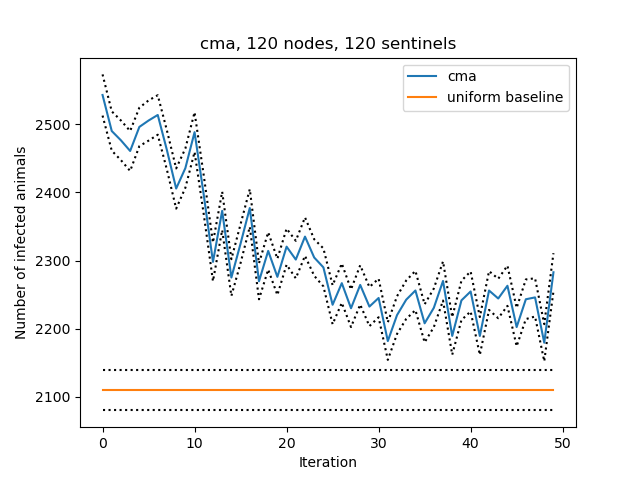 cma, 120 nodes, 120 sentinels
cma
uniform baseline
Number of infected animals
2500
2400
2300
2200
2100
0 10 20 30 40 50
Iteration